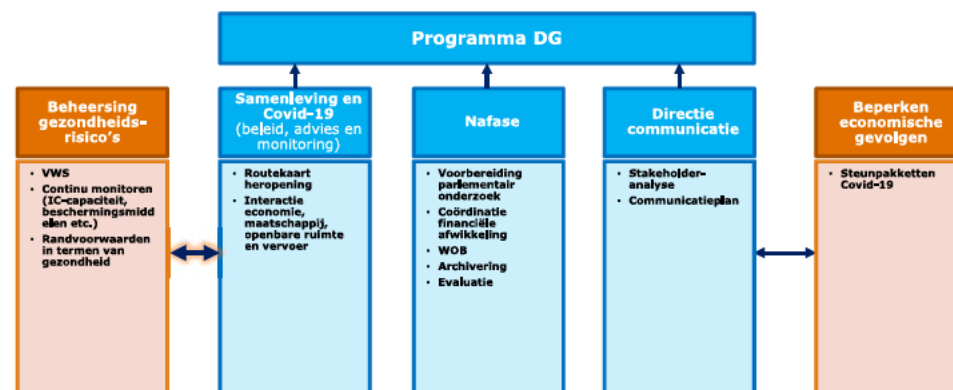 Programma DG
Beheersing
gezondheids-
risico's
• VWS
• Continu monitoren
(IC-capaciteit,
beschermingsmidd
elen etc.)
• Randvoorwaarden
in termen van
gezondheid
Samenleving en
Covid-19
(beleid, advies en
monitoring)
• Routekaart
heropening
• Interactie
economie,
maatschappij,
openbare ruimte
en vervoer
Nafase
• Voorbereiding
parlementair
onderzoek
• Coördinatie
financiële
afwikkeling
• WOB
• Archivering
• Evaluatie
Directie
communicatie
• Stakeholder-
analyse
• Communicatieplan
Beperken
economische
gevolgen
• Steunpakketten
Covid-19